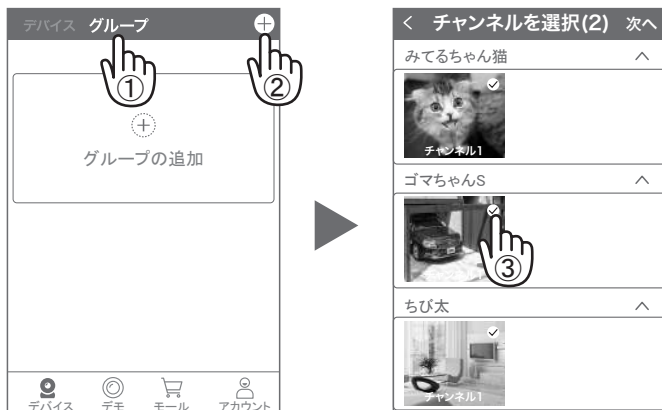 デバイス グループ
①
②
グループの追加
デバイス デモ モール アカウント
チャンネルを選択(2) 次へ
みてるちゃん猫
チャンネル1
ゴマちゃんS
③
ちび太
チャンネル1